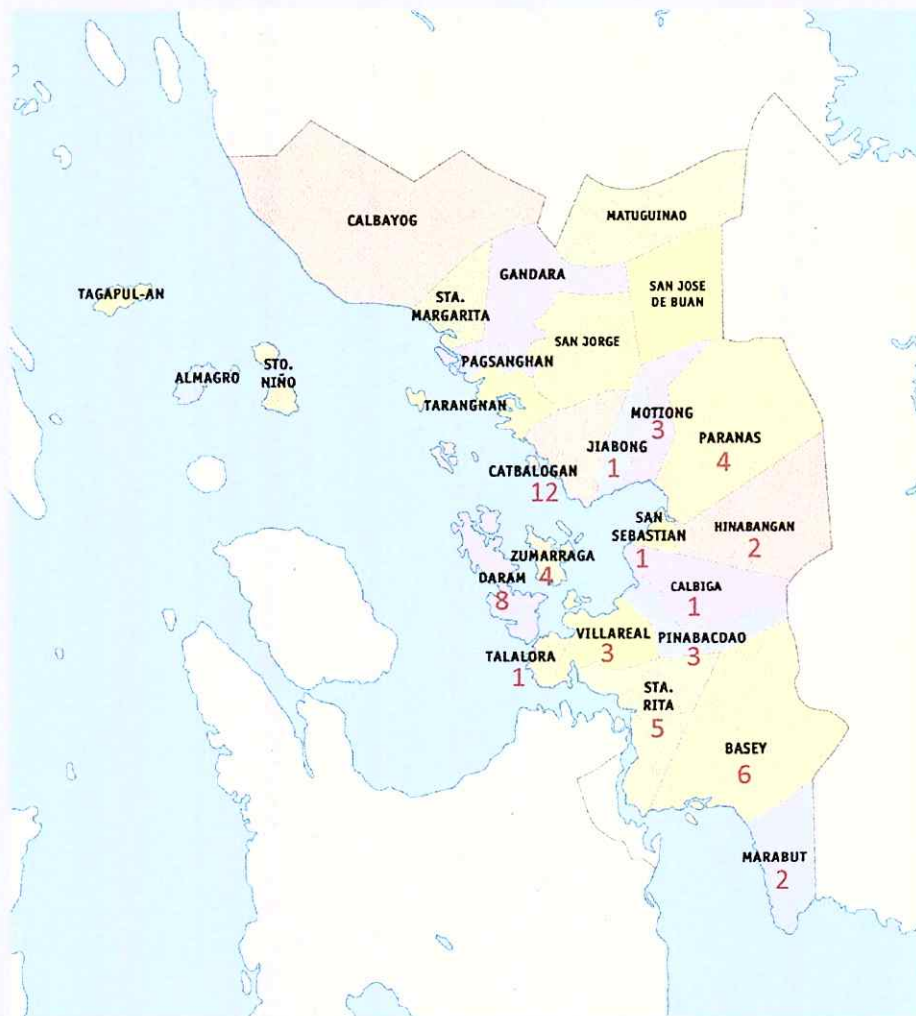 CALBAYOG
MATUGUINAO
GANDARA
TAGAPUL-AN
STA.
MARGARITA
SAN JOSE
DE BUAN
SAN JORGE
PAGSANGHAN
ALMAGRO
STO.
NIÑO
TARANGNAN
MOTIONG
3
PARANAS
4
JIABONG
1
CATBALOGAN
12
SAN
SEBASTIAN
1
HINABANGAN
2
ZUMARRAGA
4
DARAM
8
CALBIGA
1
VILLAREAL
3
PINABACDAO
3
TALALORA
1
STA.
RITA
5
BASEY
6
MARABUT
2